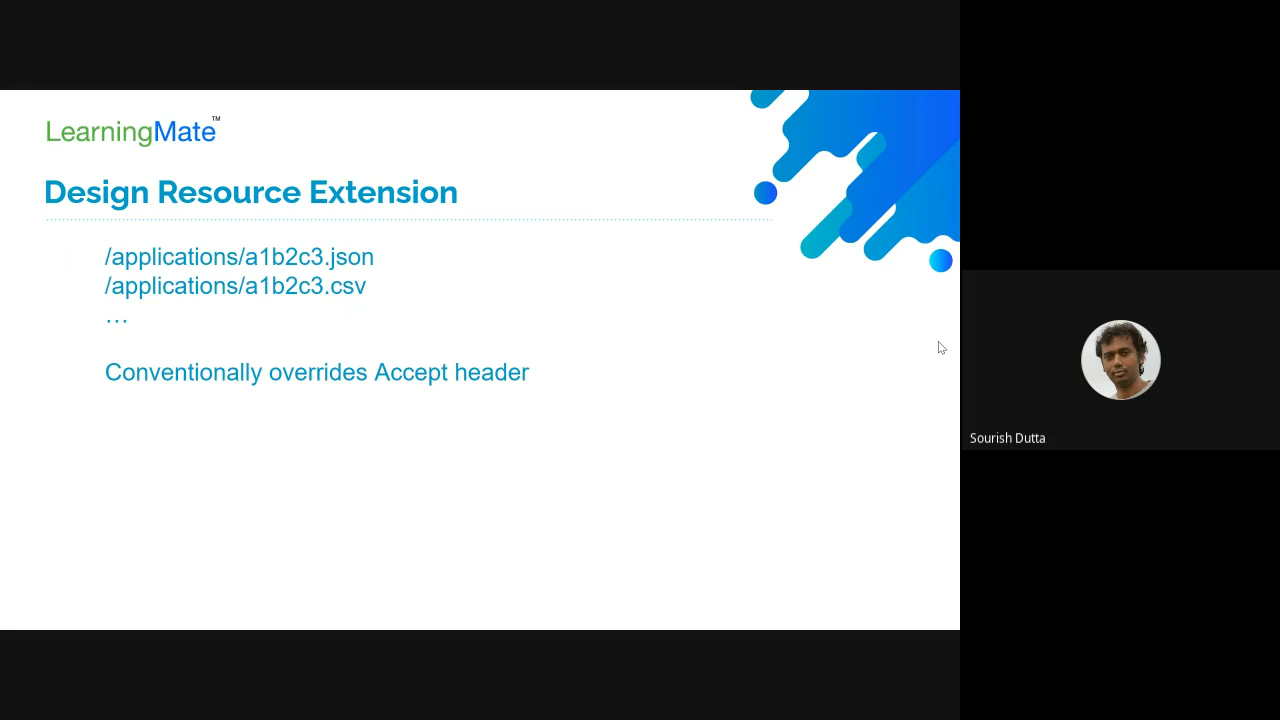 LearningMate™
Design Resource Extension
/applications/a1b2c3.json
/applications/a1b2c3.csv
…
Conventionally overrides Accept header
Sourish Dutta